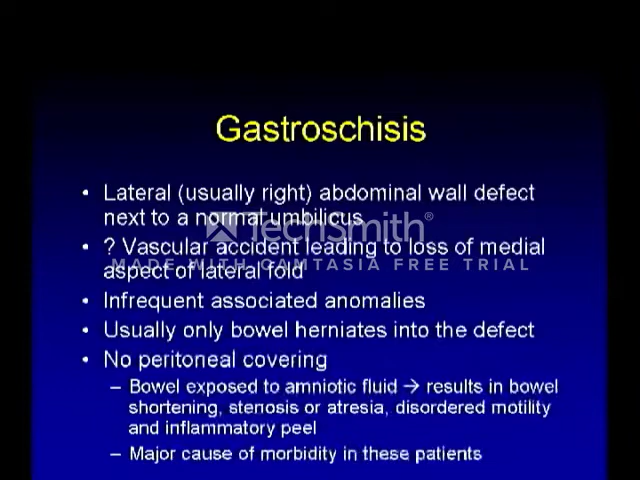 Gastroschisis
• Lateral (usually right) abdominal wall defect
next to a normal umbilicus
TechSmith®
• ? Vascular accident leading to loss of medial
MADE WITH CAMTASIA FREE TRIAL
aspect of lateral fold
• Infrequent associated anomalies
• Usually only bowel herniates into the defect
• No peritoneal covering
– Bowel exposed to amniotic fluid → results in bowel
shortening, stenosis or atresia, disordered motility
and inflammatory peel
– Major cause of morbidity in these patients